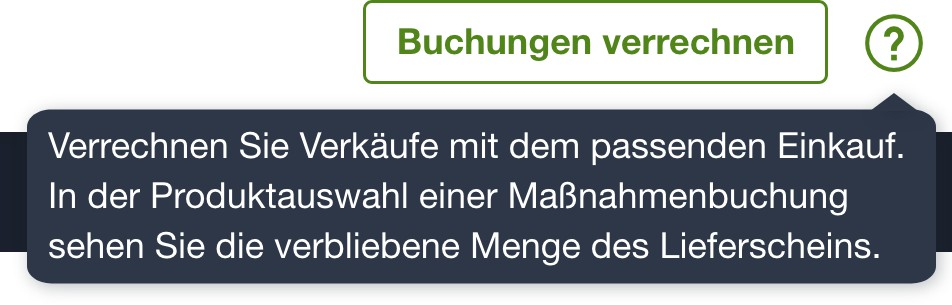 Buchungen verrechnen ?
Verrechnen Sie Verkäufe mit dem passenden Einkauf.
In der Produktauswahl einer Maßnahmenbuchung
sehen Sie die verbliebene Menge des Lieferscheins.